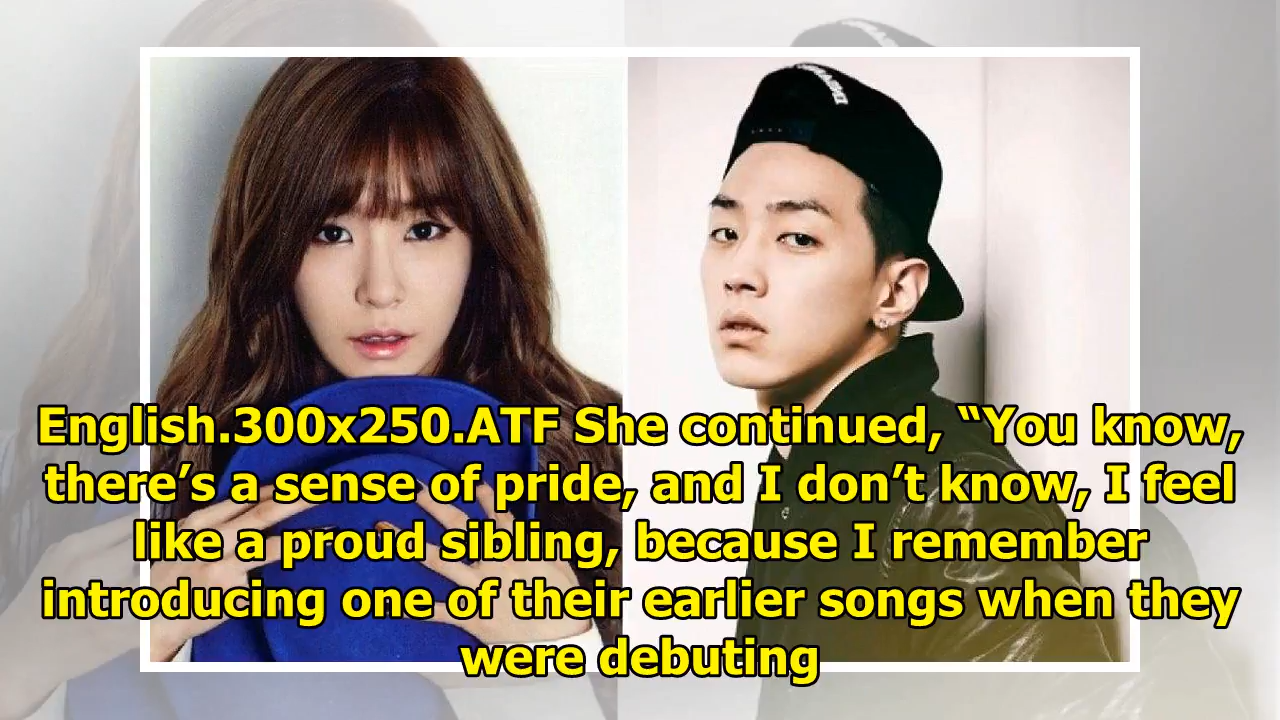 English.300x250.ATF She continued, “You know,
there’s a sense of pride, and I don’t know, I feel
like a proud sibling, because I remember
introducing one of their earlier songs when they
were debuting